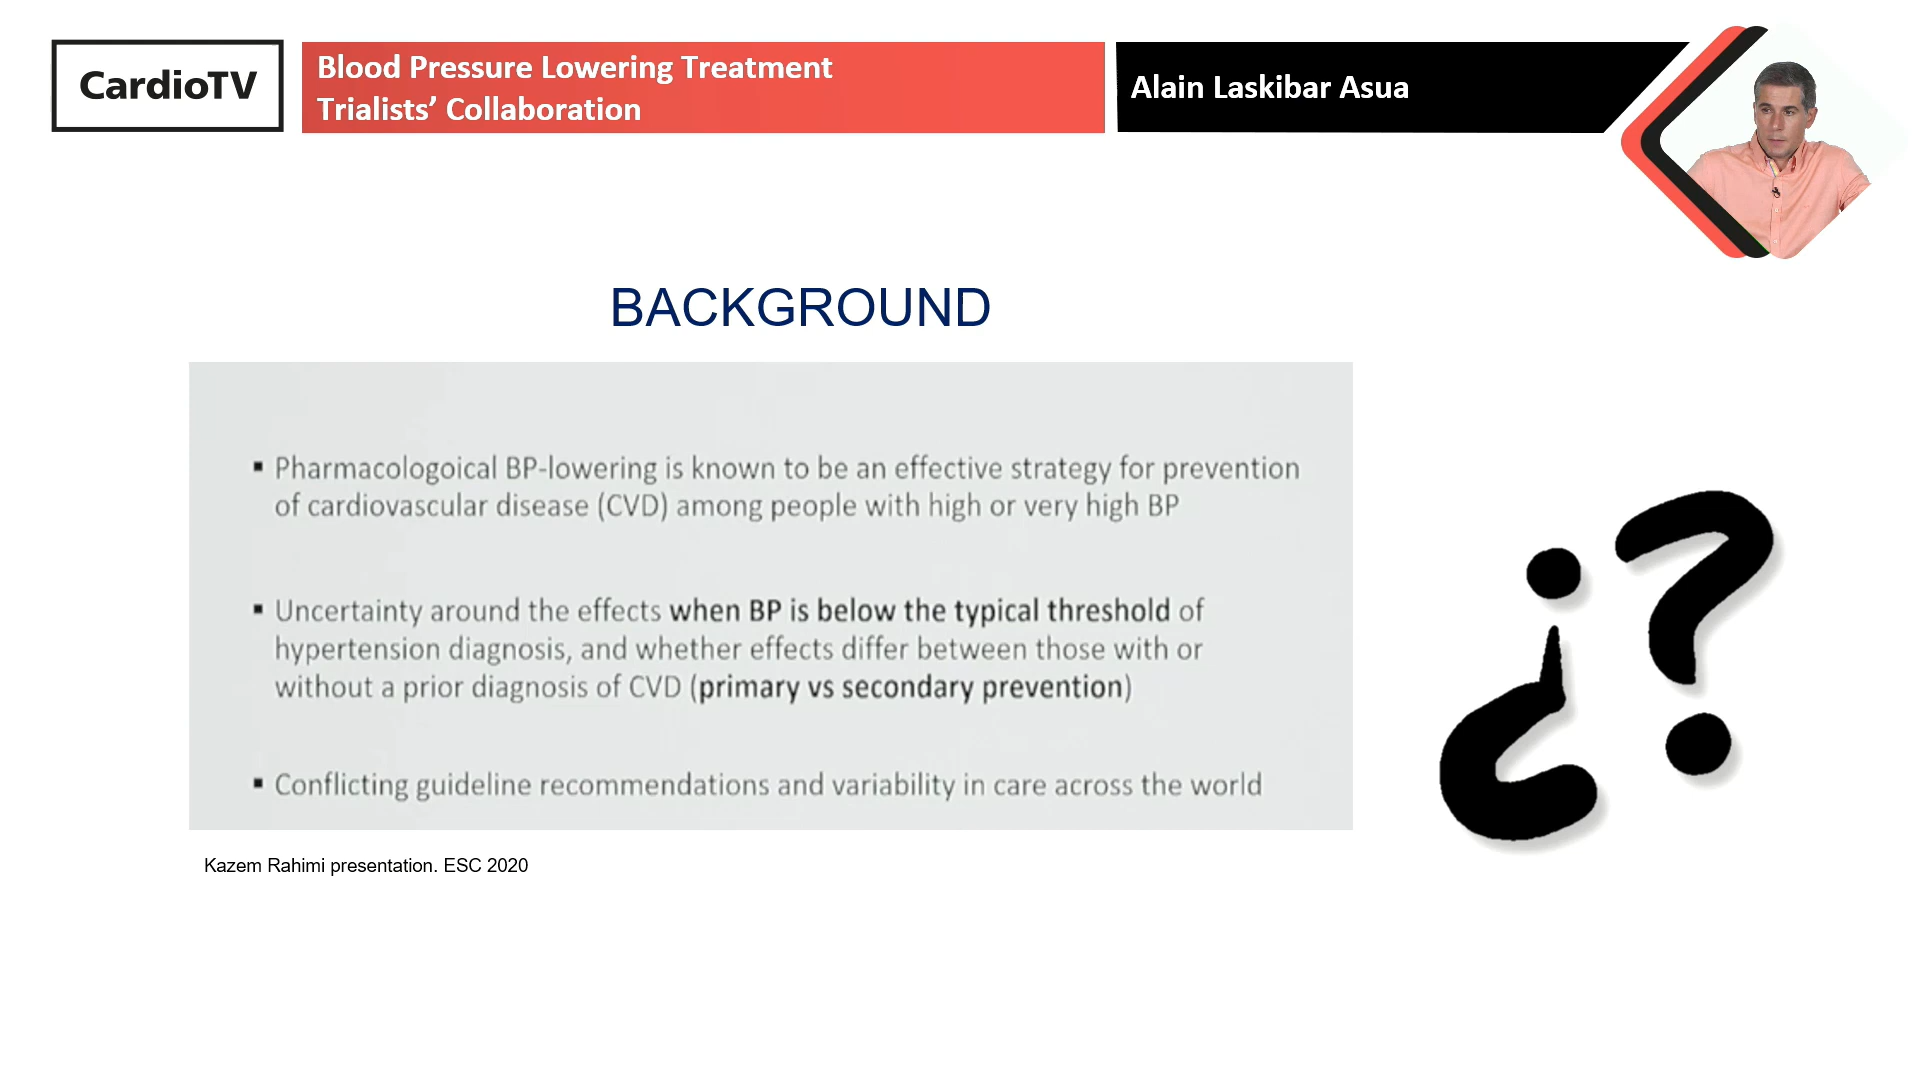 CardioTV
Blood Pressure Lowering Treatment
Trialists’ Collaboration
Alain Laskibar Asua
BACKGROUND
▪ Pharmacologoical BP-lowering is known to be an effective strategy for prevention
of cardiovascular disease (CVD) among people with high or very high BP
▪ Uncertainty around the effects when BP is below the typical threshold of
hypertension diagnosis, and whether effects differ between those with or
without a prior diagnosis of CVD (primary vs secondary prevention)
▪ Conflicting guideline recommendations and variability in care across the world
¿?
Kazem Rahimi presentation. ESC 2020